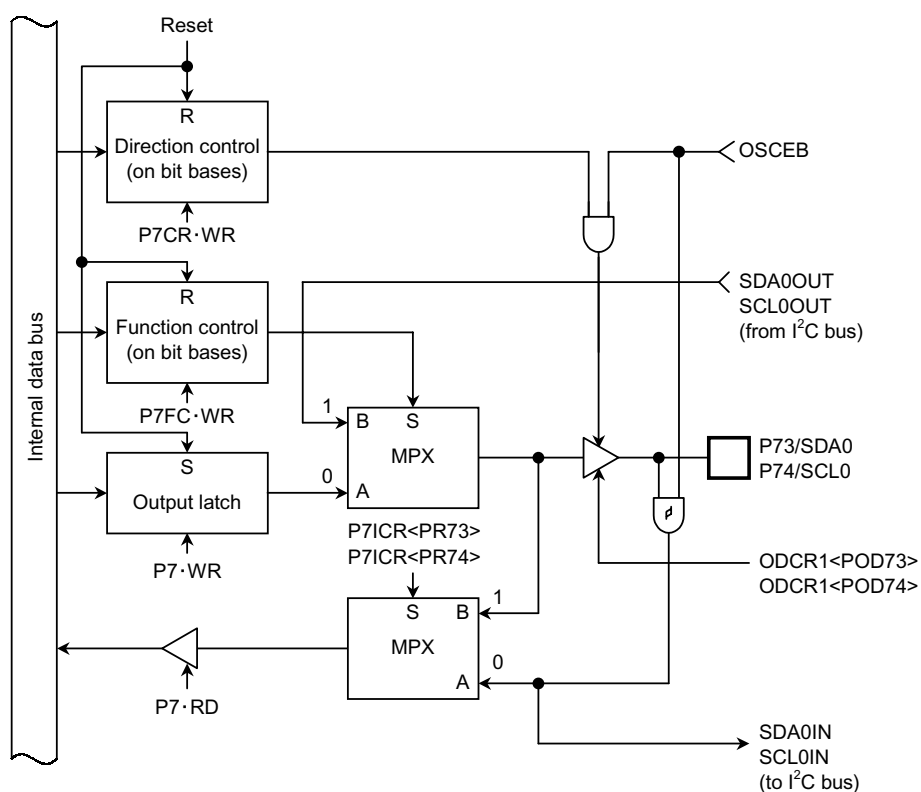 Reset
Internal data bus
R
Direction control
(on bit bases)
P7CR·WR
OSCEB
R
Function control
(on bit bases)
P7FC·WR
SDA0OUT
SCL0OUT
(from I²C bus)
1
B
S
MPX
0
A
S
Output latch
P7·WR
P73/SDA0
P74/SCL0
P7ICR<PR73>
P7ICR<PR74>
ODCR1<POD73>
ODCR1<POD74>
S
B
1
MPX
A
0
P7·RD
SDA0IN
SCL0IN
(to I²C bus)